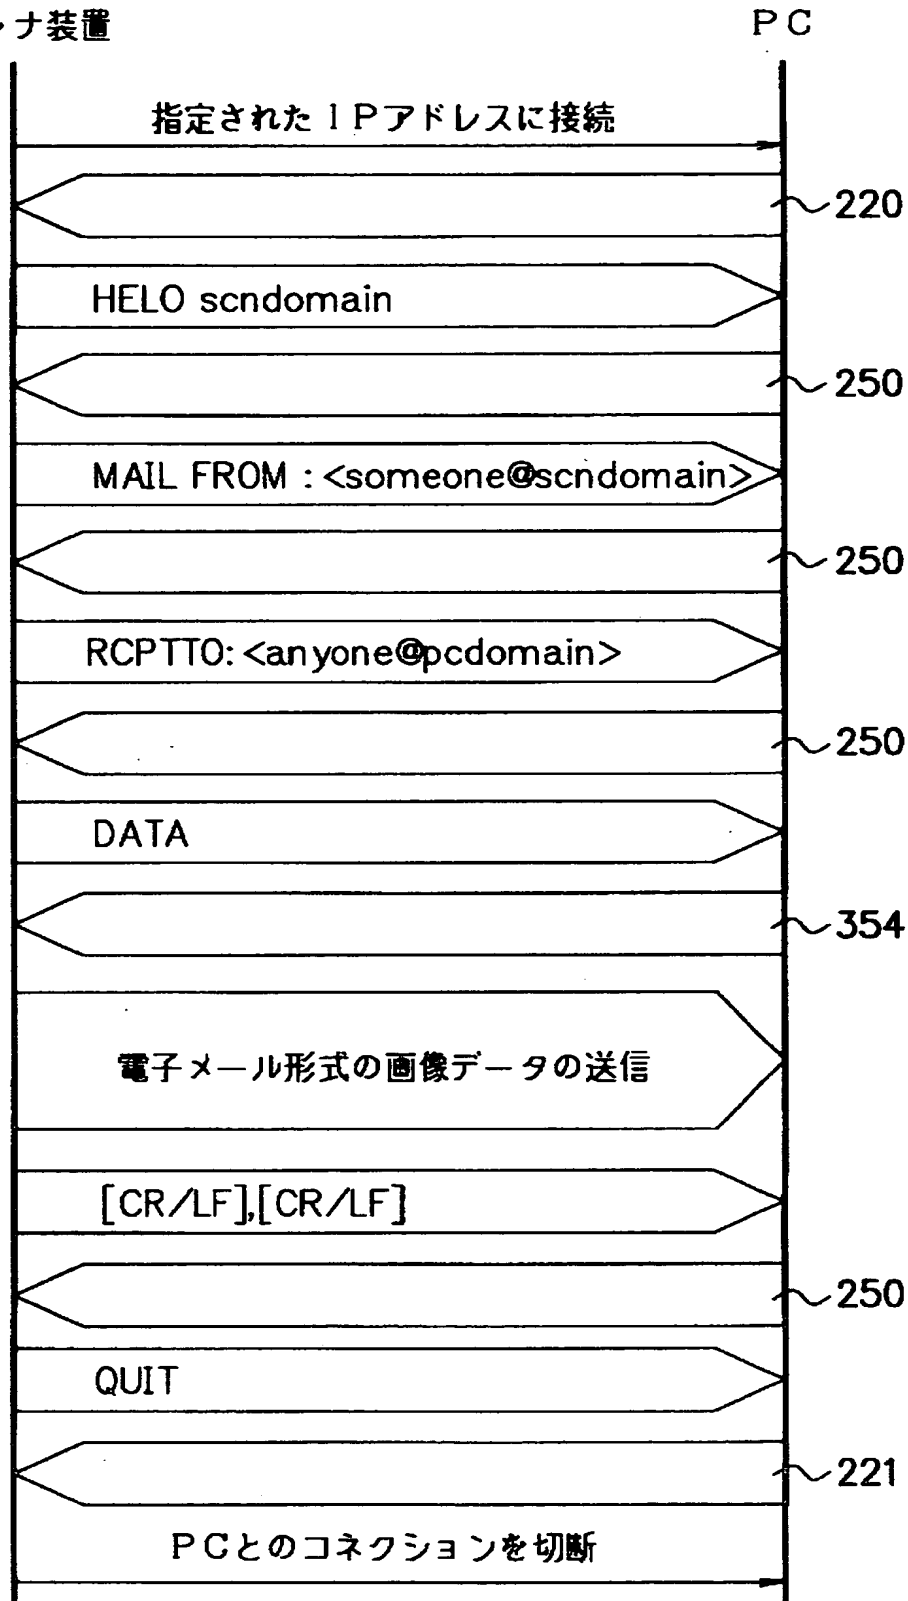 ナ装置
PC
指定されたIPアドレスに接続
220
HELO scndomain
250
MAIL FROM : <someone@scndomain>
250
RCPTTO: <anyone@pcdomain>
250
DATA
354
電子メール形式の画像データの送信
[CR/LF],[CR/LF]
250
QUIT
221
PCとのコネクションを切断